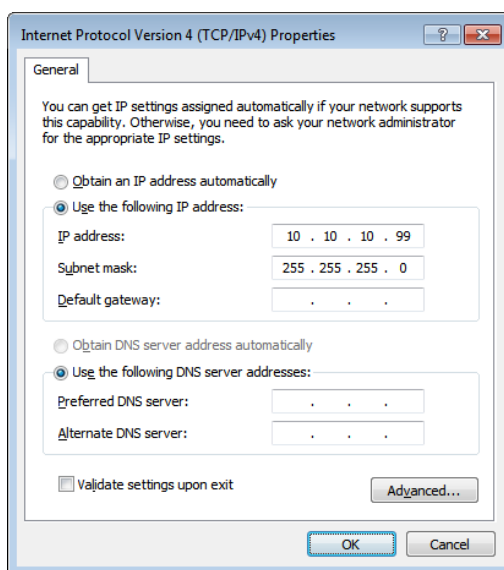 Internet Protocol Version 4 (TCP/IPv4) Properties
?
General
You can get IP settings assigned automatically if your network supports
this capability. Otherwise, you need to ask your network administrator
for the appropriate IP settings.
Obtain an IP address automatically
Use the following IP address:
IP address: 10 . 10 . 10 . 99
Subnet mask: 255 . 255 . 255 . 0
Default gateway: . . .
Obtain DNS server address automatically
Use the following DNS server addresses:
Preferred DNS server: . . .
Alternate DNS server: . . .
Validate settings upon exit
Advanced...
OK Cancel